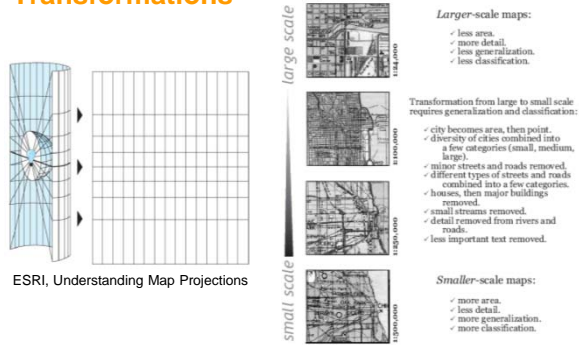 Transformations
ESRI, Understanding Map Projections
large scale
small scale
1:24,000
1:100,000
1:250,000
1:500,000
Larger-scale maps:
✓ less area.
✓ more detail.
✓ less generalization.
✓ less classification.
Transformation from large to small scale
requires generalization and classification:
✓ city becomes area, then point.
✓ diversity of cities combined into
a few categories (small, medium,
large).
✓ minor streets and roads removed.
✓ different types of streets and roads
combined into a few categories.
✓ houses, then major buildings
removed.
✓ small streams removed.
✓ detail removed from rivers and
roads.
✓ less important text removed.
Smaller-scale maps:
✓ more area.
✓ less detail.
✓ more generalization.
✓ more classification.